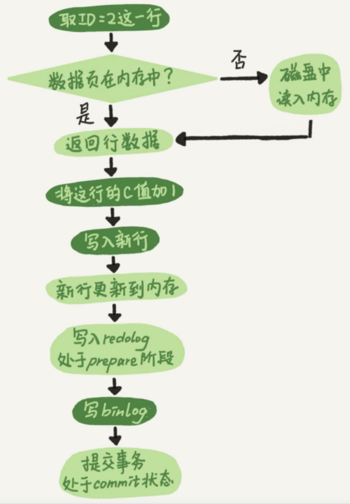 取ID=2这一行
数据页在内存中？
否
磁盘中
读入内存
是
返回行数据
将这行的C值加1
写入新行
新行更新到内存
写入redolog
处于prepare阶段
写binlog
提交事务
处于commit状态